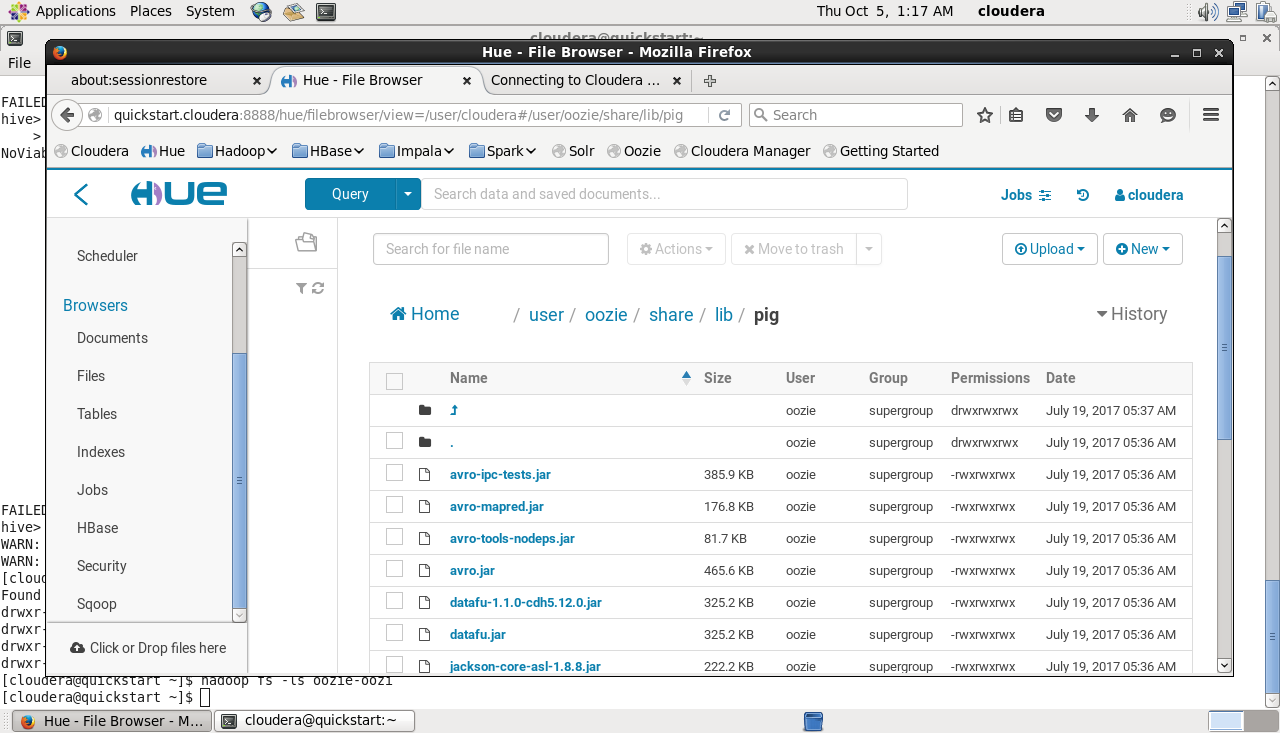 Applications Places System Thu Oct 5, 1:17 AM cloudera
cloudera@quickstart:~
File
Hue - File Browser - Mozilla Firefox
about:sessionrestore Hue - File Browser Connecting to Cloudera ...
quickstart.cloudera:8888/hue/filebrowser/view=/user/cloudera#/user/oozie/share/lib/pig Search
Cloudera Hue Hadoop HBase Impala Spark Solr Oozie Cloudera Manager Getting Started
HUE Query Search data and saved documents... Jobs cloudera
Scheduler
Browsers
Documents
Files
Tables
Indexes
Jobs
HBase
Security
Sqoop
Click or Drop files here
Search for file name Actions Move to trash Upload New
Home / user / oozie / share / lib / pig History
Name Size User Group Permissions Date
oozie supergroup drwxrwxrwx July 19, 2017 05:37 AM
. oozie supergroup drwxrwxrwx July 19, 2017 05:36 AM
avro-ipc-tests.jar 385.9 KB oozie supergroup -rwxrwxrwx July 19, 2017 05:36 AM
avro-mapred.jar 176.8 KB oozie supergroup -rwxrwxrwx July 19, 2017 05:36 AM
avro-tools-nodeps.jar 81.7 KB oozie supergroup -rwxrwxrwx July 19, 2017 05:36 AM
avro.jar 465.6 KB oozie supergroup -rwxrwxrwx July 19, 2017 05:36 AM
datafu-1.1.0-cdh5.12.0.jar 325.2 KB oozie supergroup -rwxrwxrwx July 19, 2017 05:36 AM
datafu.jar 325.2 KB oozie supergroup -rwxrwxrwx July 19, 2017 05:36 AM
jackson-core-asl-1.8.8.jar 222.2 KB oozie supergroup -rwxrwxrwx July 19, 2017 05:36 AM
FAILED
hive>
>
NoViab
FAILED
hive>
WARN:
WARN:
[cloud
Found
drwxr-
drwxr-
drwxr-
drwxr-
[cloudera@quickstart ~]$ hadoop fs -ls oozie-oozi
[cloudera@quickstart ~]$
Hue - File Browser - M... cloudera@quickstart:~